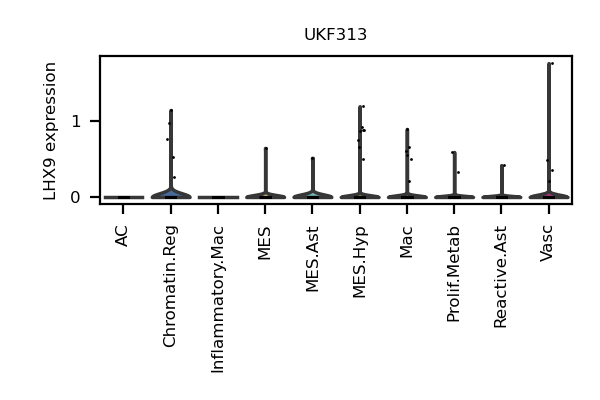 UKF313
LHX9 expression
1
0
AC
Chromatin.Reg
Inflammatory.Mac
MES
MES.Ast
MES.Hyp
Mac
Prolif.Metab
Reactive.Ast
Vasc